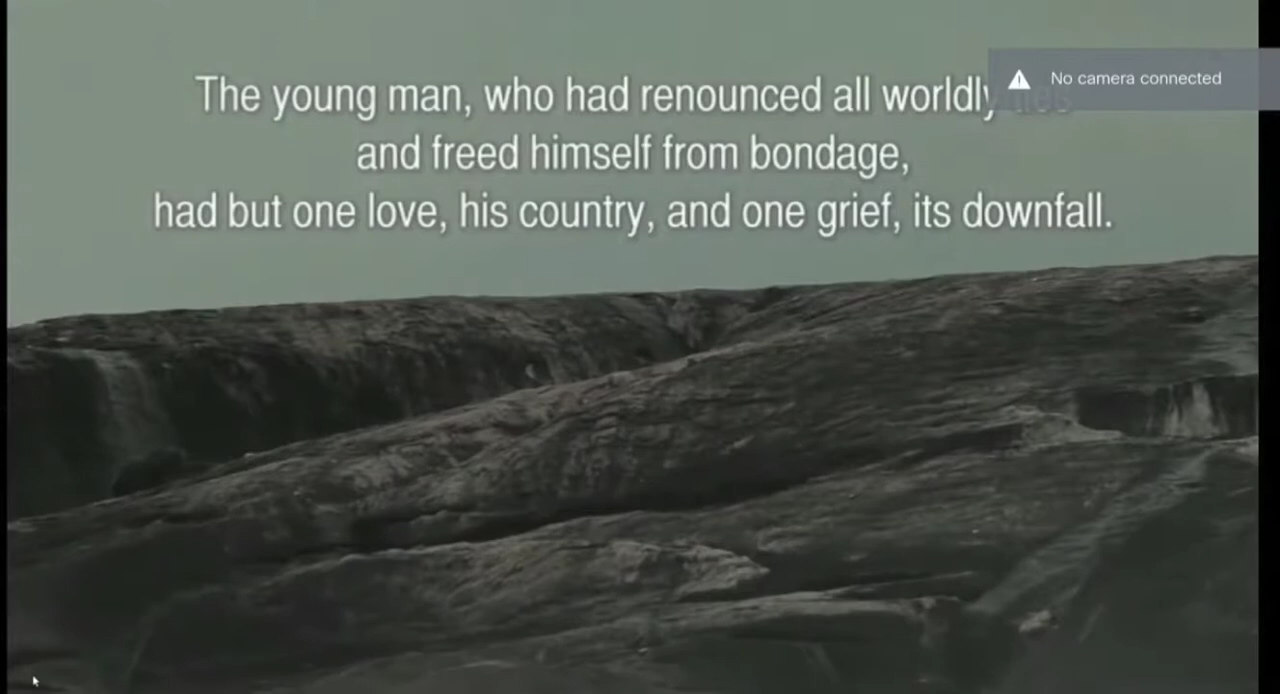 The young man, who had renounced all worldly
and freed himself from bondage,
had but one love, his country, and one grief, its downfall.
No camera connected